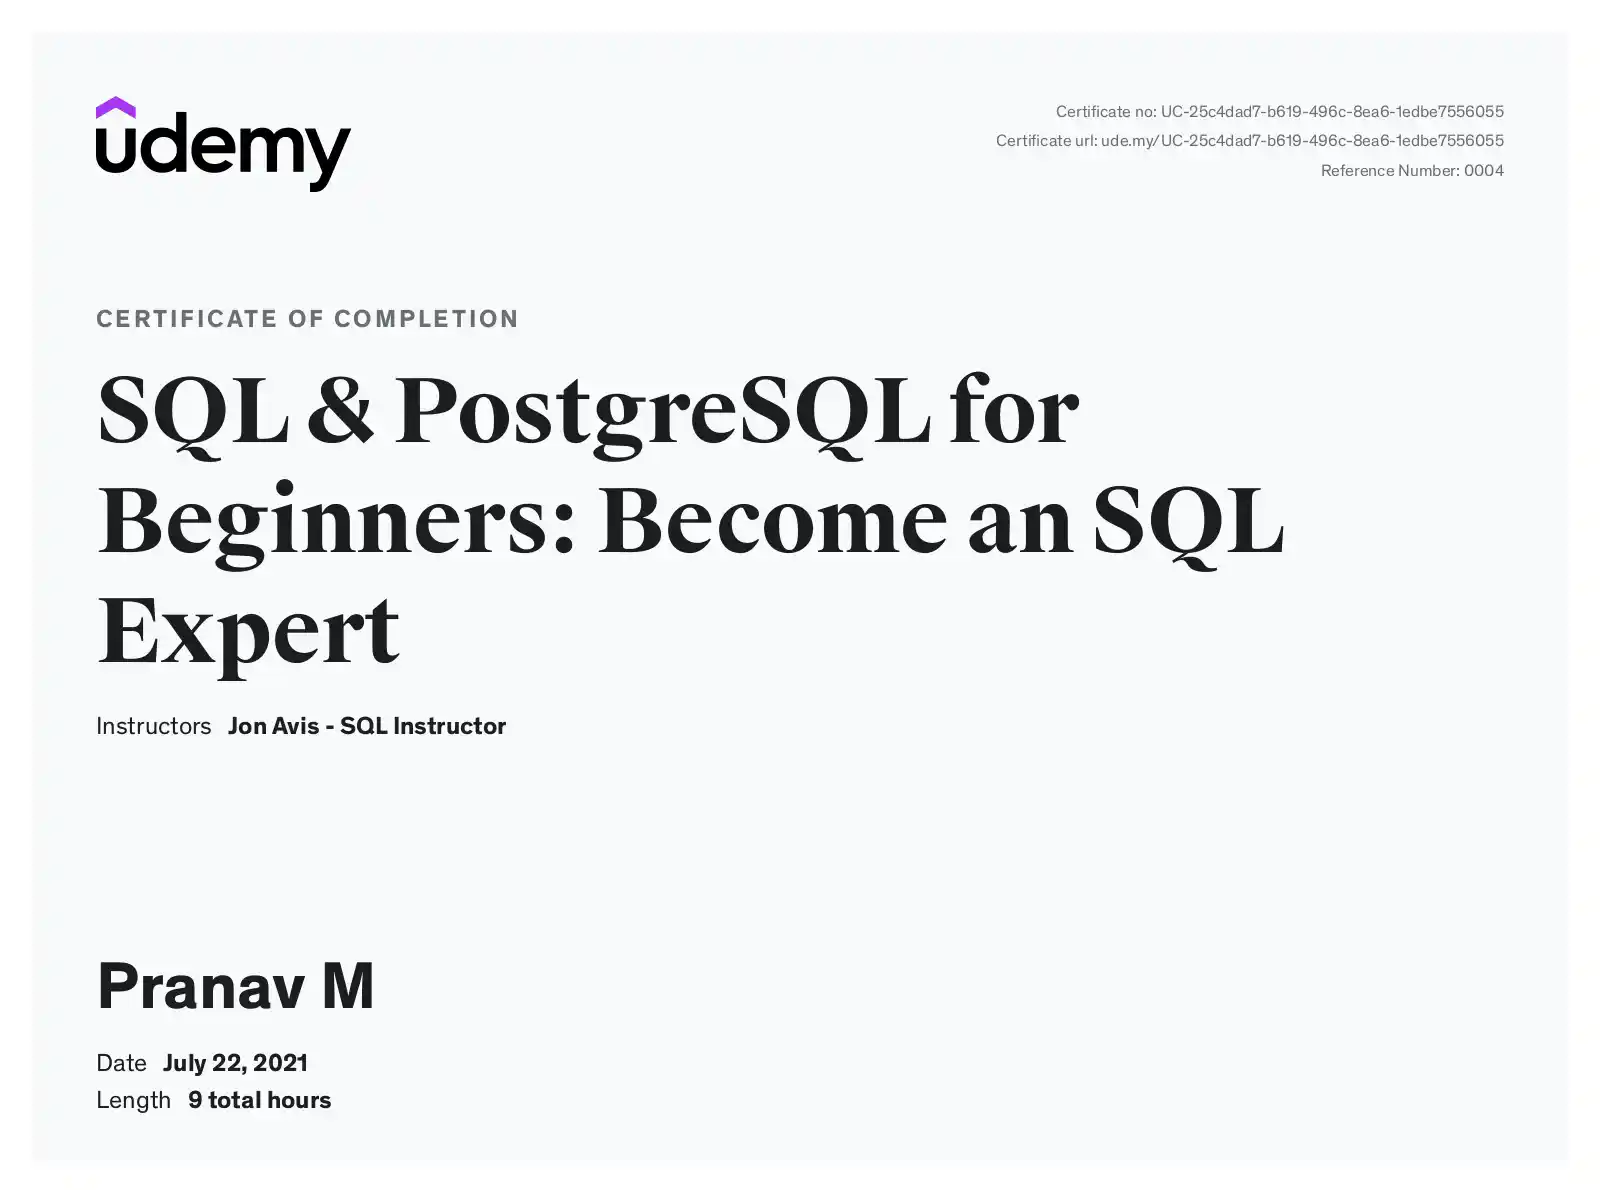 udemy
Certificate no: UC-25c4dad7-b619-496c-8ea6-1edbe7556055
Certificate url: ude.my/UC-25c4dad7-b619-496c-8ea6-1edbe7556055
Reference Number: 0004
CERTIFICATE OF COMPLETION
SQL & PostgreSQL for
Beginners: Become an SQL
Expert
Instructors Jon Avis - SQL Instructor
Pranav M
Date July 22, 2021
Length 9 total hours